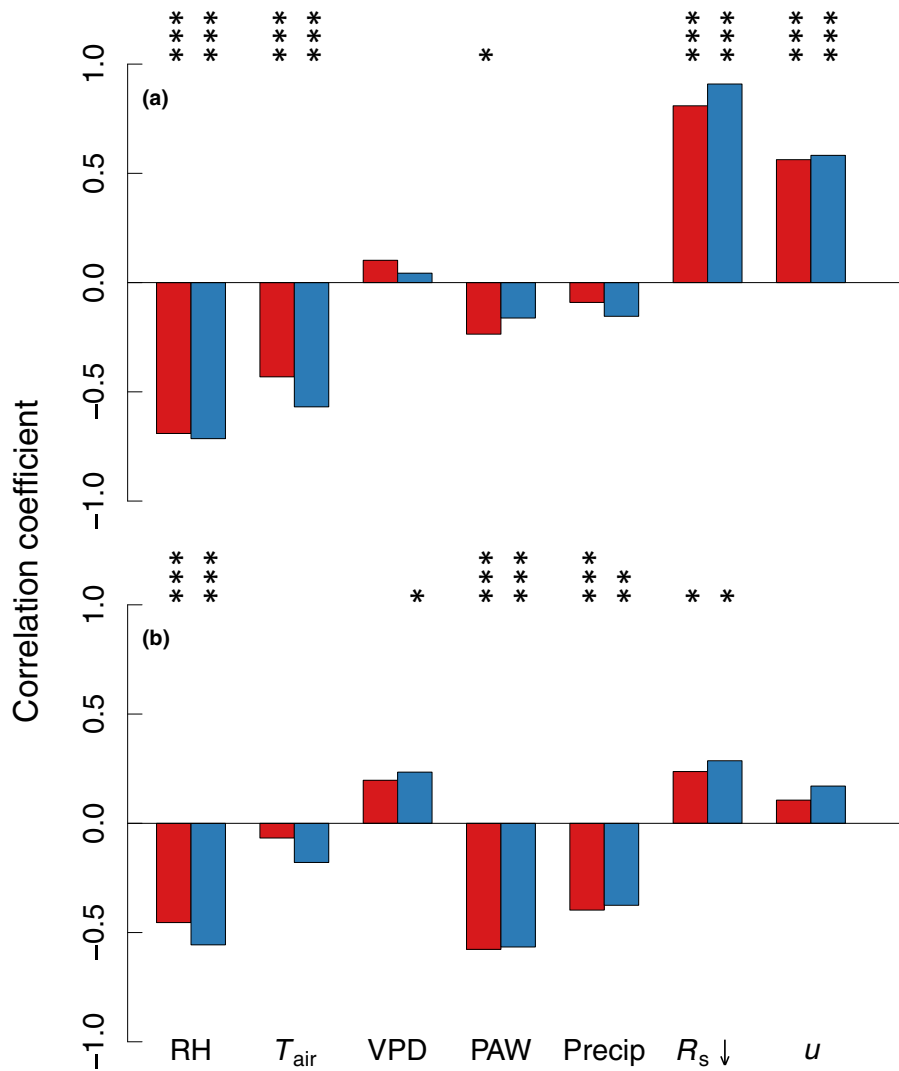 *** *** *** *** * *** *** *** ***
(a)
1.0
0.5
0.0
−0.5
−1.0
Correlation coefficient
*** *** * *** *** *** ** * *
(b)
1.0
0.5
0.0
−0.5
−1.0
RH Tair VPD PAW Precip Rs ↓ u